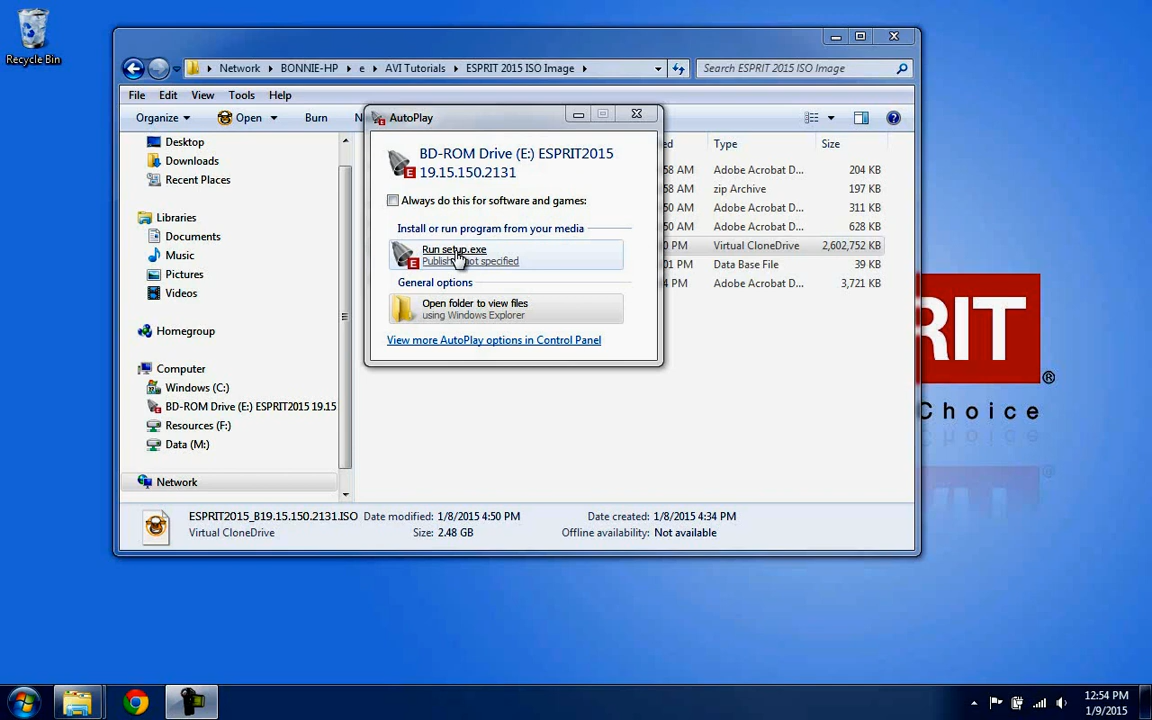 Recycle Bin
Network BONNIE-HP e AVI Tutorials ESPRIT 2015 ISO Image
Search ESPRIT 2015 ISO Image
File Edit View Tools Help
Organize Open Burn N
Desktop
Downloads
Recent Places
Libraries
Documents
Music
Pictures
Videos
Homegroup
Computer
Windows (C:)
BD-ROM Drive (E:) ESPRIT2015 19.15
Resources (F:)
Data (M:)
Network
AutoPlay
BD-ROM Drive (E:) ESPRIT2015
19.15.150.2131
Always do this for software and games:
Install or run program from your media
Run setup.exe
not specified
General options
Open folder to view files
using Windows Explorer
View more AutoPlay options in Control Panel
ed Type Size
58 AM Adobe Acrobat D... 204 KB
58 AM zip Archive 197 KB
50 AM Adobe Acrobat D... 311 KB
50 AM Adobe Acrobat D... 628 KB
0 PM Virtual CloneDrive 2,602,752 KB
01 PM Data Base File 39 KB
4 PM Adobe Acrobat D... 3,721 KB
ESPRIT2015_B19.15.150.2131.ISO Date modified: 1/8/2015 4:50 PM Date created: 1/8/2015 4:34 PM
Virtual CloneDrive Size: 2.48 GB Offline availability: Not available
RIT ®
Choice
12:54 PM
1/9/2015